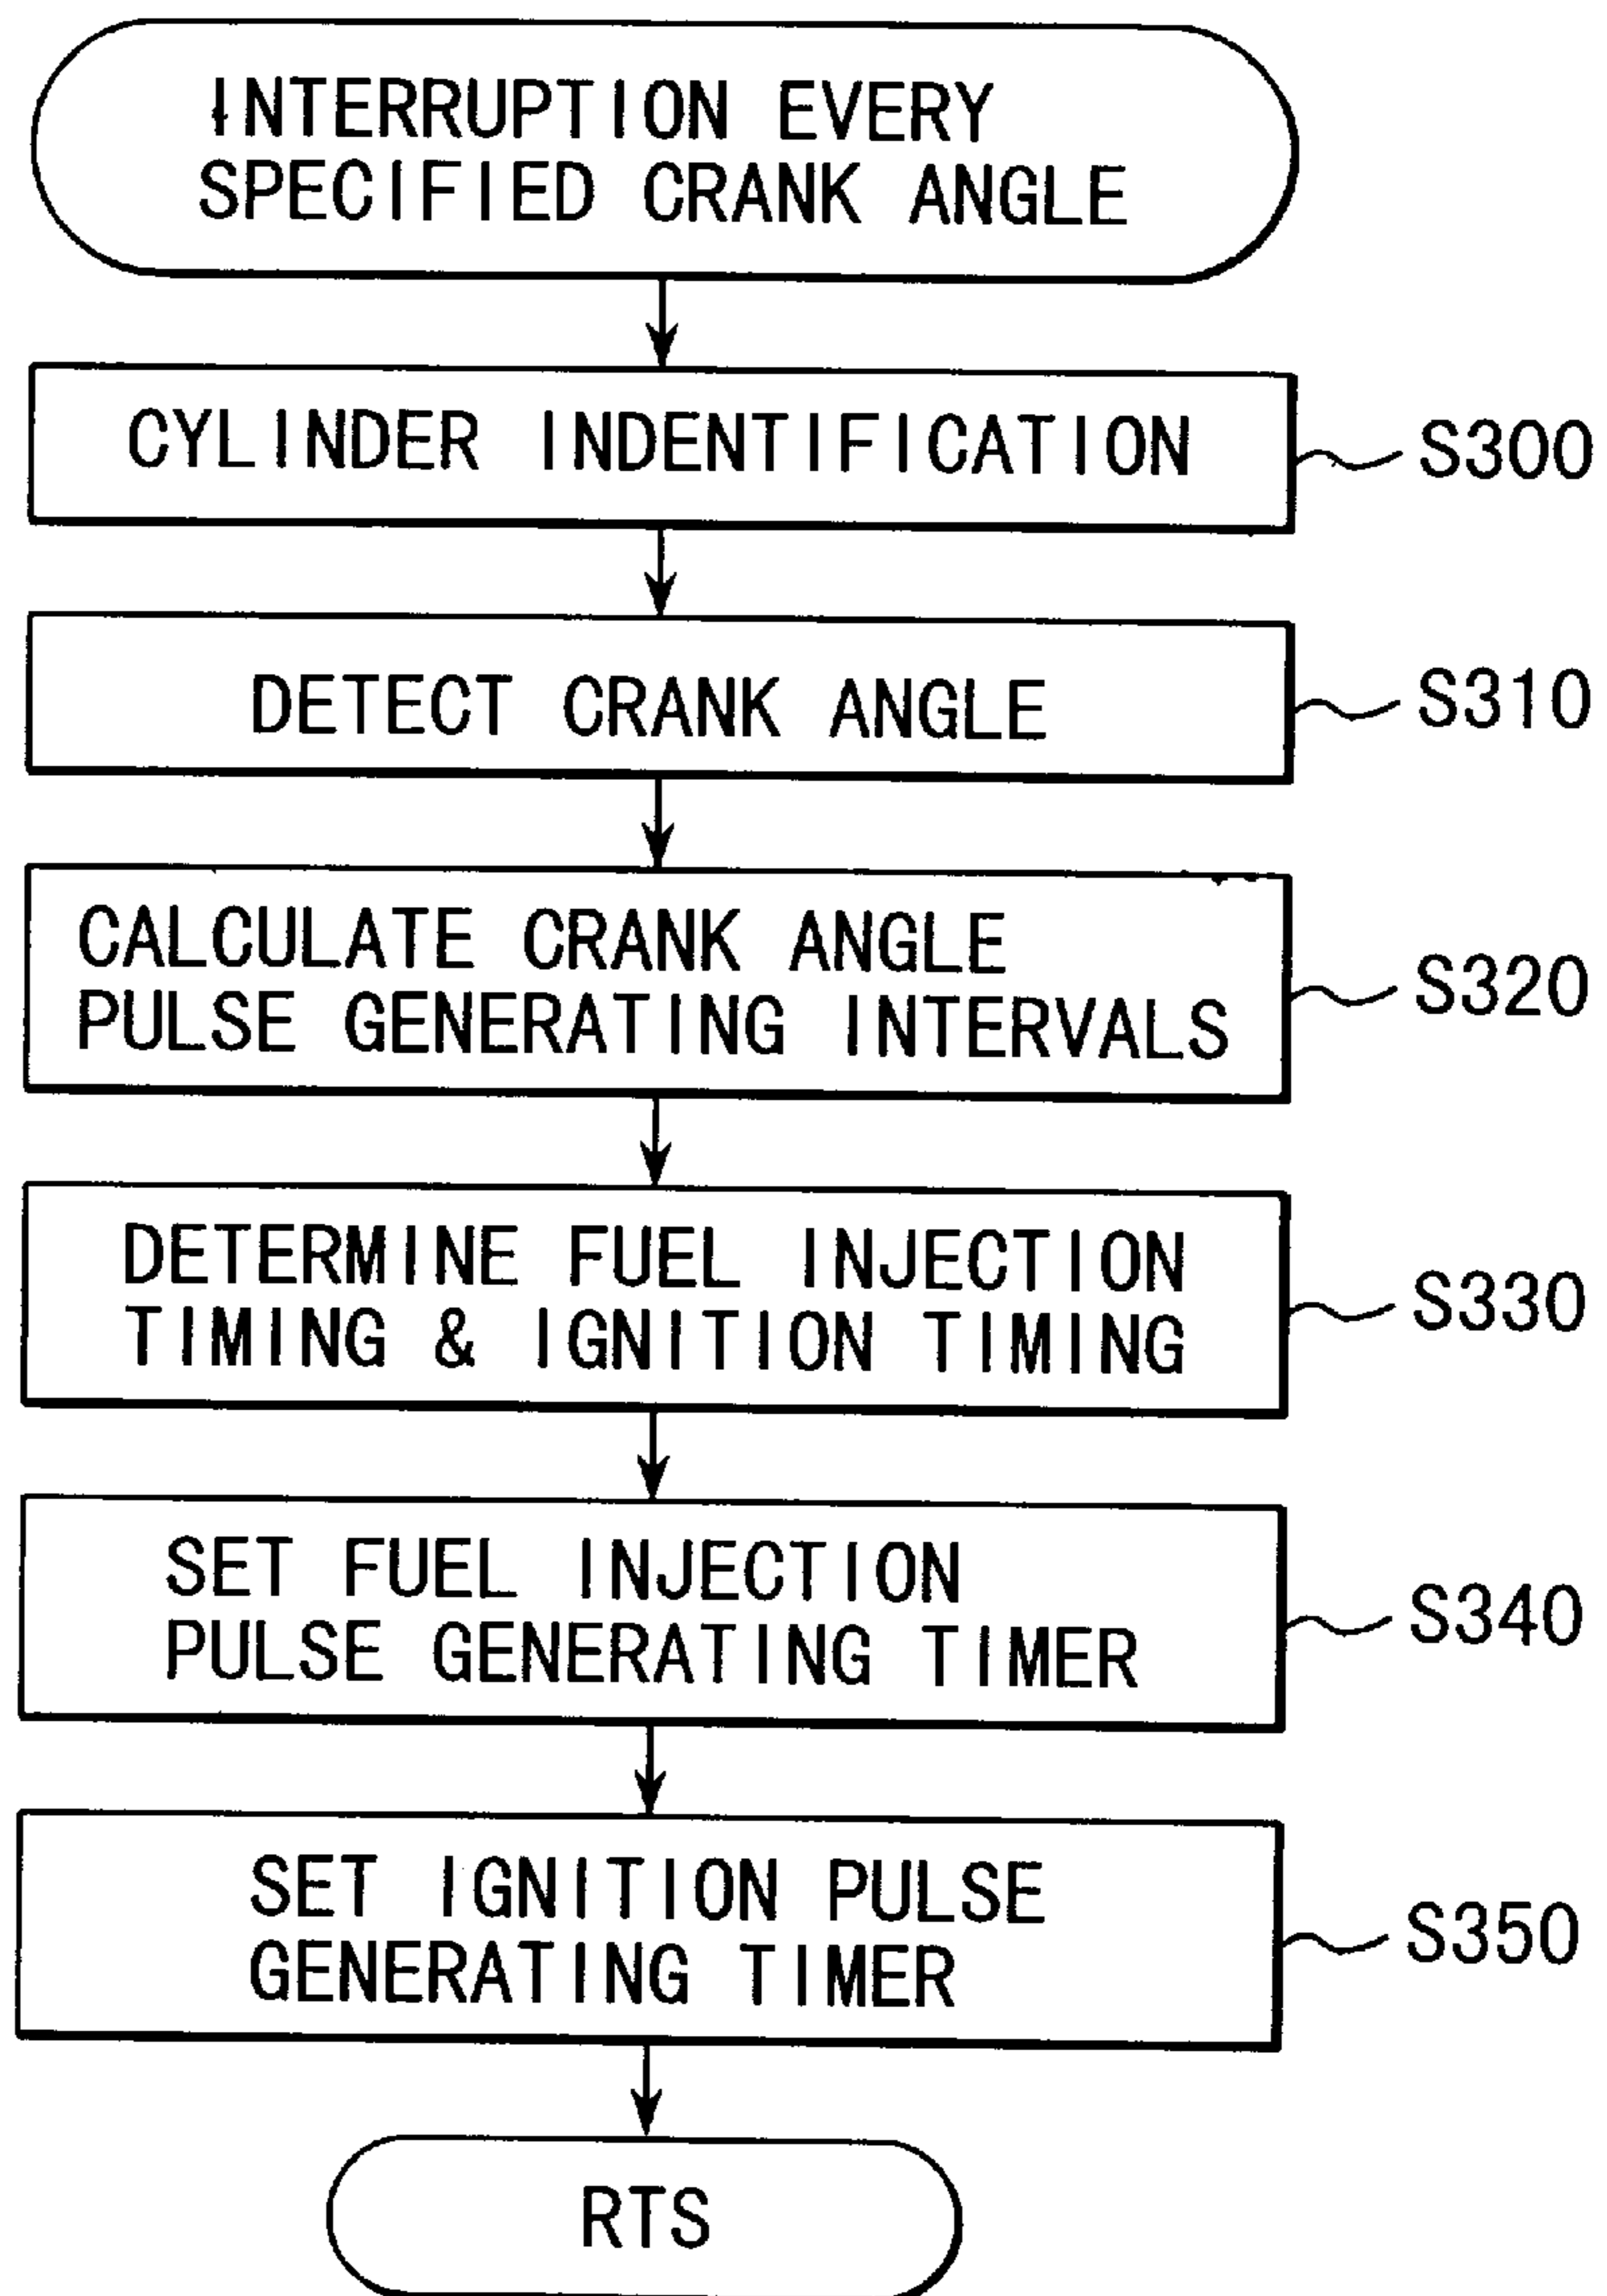 INTERRUPTION EVERY
SPECIFIED CRANK ANGLE
CYLINDER INDENTIFICATION
S300
DETECT CRANK ANGLE
S310
CALCULATE CRANK ANGLE
PULSE GENERATING INTERVALS
S320
DETERMINE FUEL INJECTION
TIMING & IGNITION TIMING
S330
SET FUEL INJECTION
PULSE GENERATING TIMER
S340
SET IGNITION PULSE
GENERATING TIMER
S350
RTS